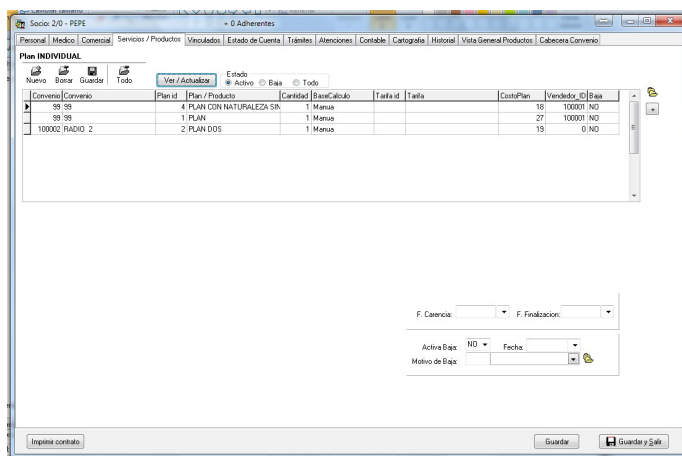 Socio: 2/0 - PEPE + 0 Adherentes
Personal Medico Comercial Servicios / Productos Vinculados Estado de Cuenta Trámites Atenciones Contable Cartografia Historial Vista General Productos Cabecera Convenio
Plan INDIVIDUAL
Nuevo Borrar Guardar Todo Ver / Actualizar Estado
Activo Baja Todo
Convenio Convenio Plan id Plan / Producto Cantidad BaseCalculo Tarifa id Tarifa CostoPlan Vendedor_ID Baja
99 99 4 PLAN CON NATURALEZA SIN 1 Manua 18 100001 NO
99 99 1 PLAN 1 Manua 27 100001 NO
100002 RADIO 2 2 PLAN DOS 1 Manua 19 0 NO
F. Carencia: F. Finalizacion:
Activa Baja: NO Fecha:
Motivo de Baja:
Imprimir contrato Guardar Guardar y Salir